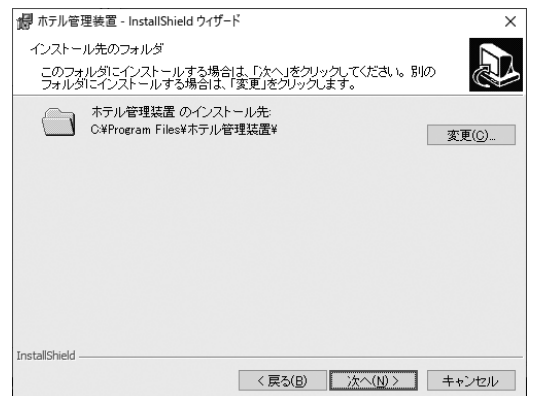 ホテル管理装置 - InstallShield ウィザード
インストール先のフォルダ
このフォルダにインストールする場合は、「次へ」をクリックしてください。別の
フォルダにインストールする場合は、「変更」をクリックします。
ホテル管理装置 のインストール先:
C:¥Program Files¥ホテル管理装置¥
変更(C)...
InstallShield
< 戻る(B)
次へ(N) >
キャンセル